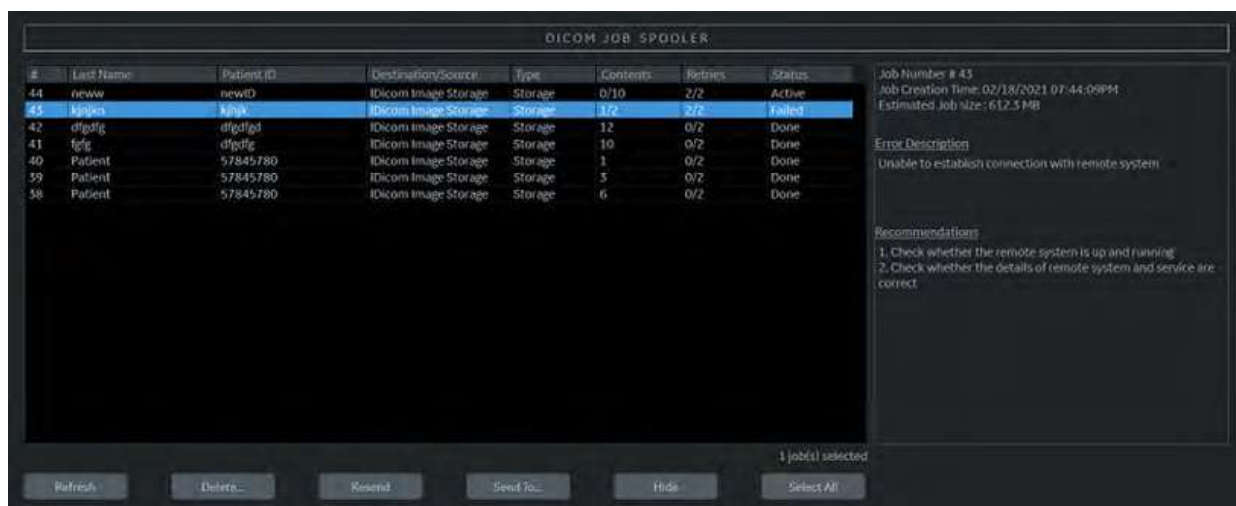 DICOM JOB SPOOLER
# Last Name Patient ID Destination/Source Type Contents Retries Status
44 neww newID IDicom Image Storage Storage 0/10 2/2 Active
43 kjnjkn kjhjk IDicom Image Storage Storage 1/2 2/2 Failed
42 dfgdfg dfgdfgd IDicom Image Storage Storage 12 0/2 Done
41 fgfg dfgdfg IDicom Image Storage Storage 10 0/2 Done
40 Patient 57845780 IDicom Image Storage Storage 1 0/2 Done
39 Patient 57845780 IDicom Image Storage Storage 3 0/2 Done
38 Patient 57845780 IDicom Image Storage Storage 6 0/2 Done
1 job(s) selected
Refresh Delete... Resend Send To... Hide Select All
Job Number # 43
Job Creation Time: 02/18/2021 07:44:09PM
Estimated Job size : 612.3 MB
Error Description
Unable to establish connection with remote system
Recommendations
1. Check whether the remote system is up and running
2. Check whether the details of remote system and service are
correct